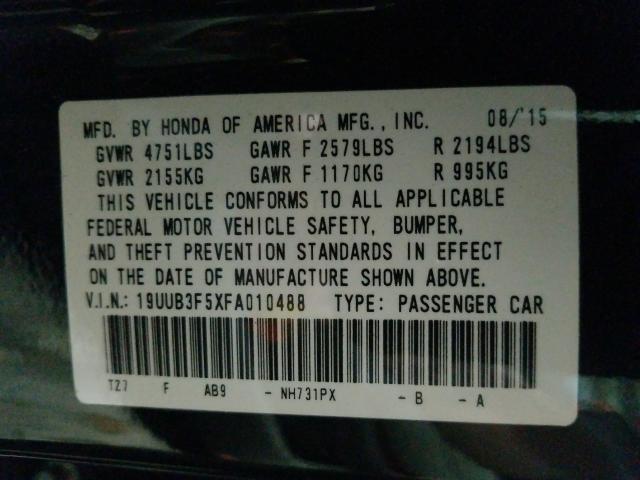 MFD. BY HONDA OF AMERICA MFG., INC. 08/'15
GVWR 4751LBS GAWR F 2579LBS R 2194LBS
GVWR 2155KG GAWR F 1170KG R 995KG
THIS VEHICLE CONFORMS TO ALL APPLICABLE
FEDERAL MOTOR VEHICLE SAFETY, BUMPER,
AND THEFT PREVENTION STANDARDS IN EFFECT
ON THE DATE OF MANUFACTURE SHOWN ABOVE.
V.I.N.: 19UUB3F5XFA010488 TYPE: PASSENGER CAR
TZ7 F AB9 - NH731PX - B - A